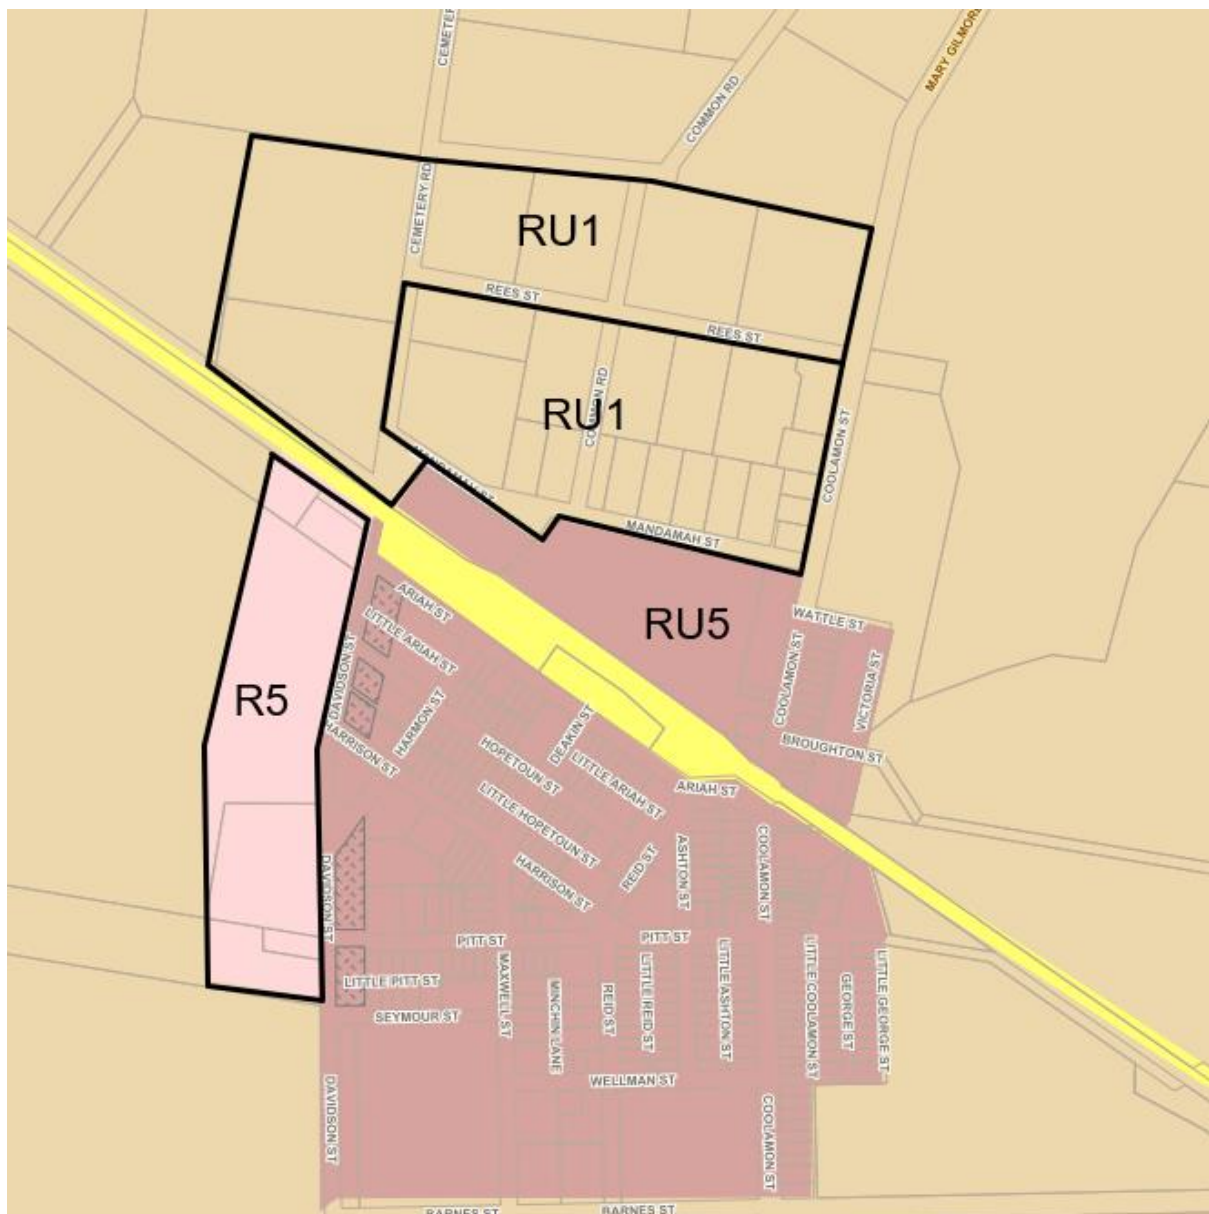 CEMETER
MARY GILMORE
COMMON RD
CEMETERY RD
RU1
REES ST
REES ST
RU1
COMMON RD
COOLAMON ST
MANDAMAH ST
MANDAMAH ST
RU5
WATTLE ST
ARIAH ST
LITTLE ARIAH ST
DAVIDSON ST
R5
HARMON ST
HARRISON ST
COOLAMON ST
VICTORIA ST
BROUGHTON ST
DEAKIN ST
HOPETOUN ST
LITTLE ARIAH ST
ARIAH ST
LITTLE HOPETOUN ST
HARRISON ST
REID ST
ASHTON ST
COOLAMON ST
DAVIDSON ST
PITT ST
PITT ST
LITTLE PITT ST
SEYMOUR ST
MAXWELL ST
MINCHIN LANE
REID ST
LITTLE REID ST
LITTLE ASHTON ST
LITTLE COOLAMON ST
GEORGE ST
LITTLE GEORGE ST
WELLMAN ST
DAVIDSON ST
COOLAMON ST
BARNES ST
BARNES ST